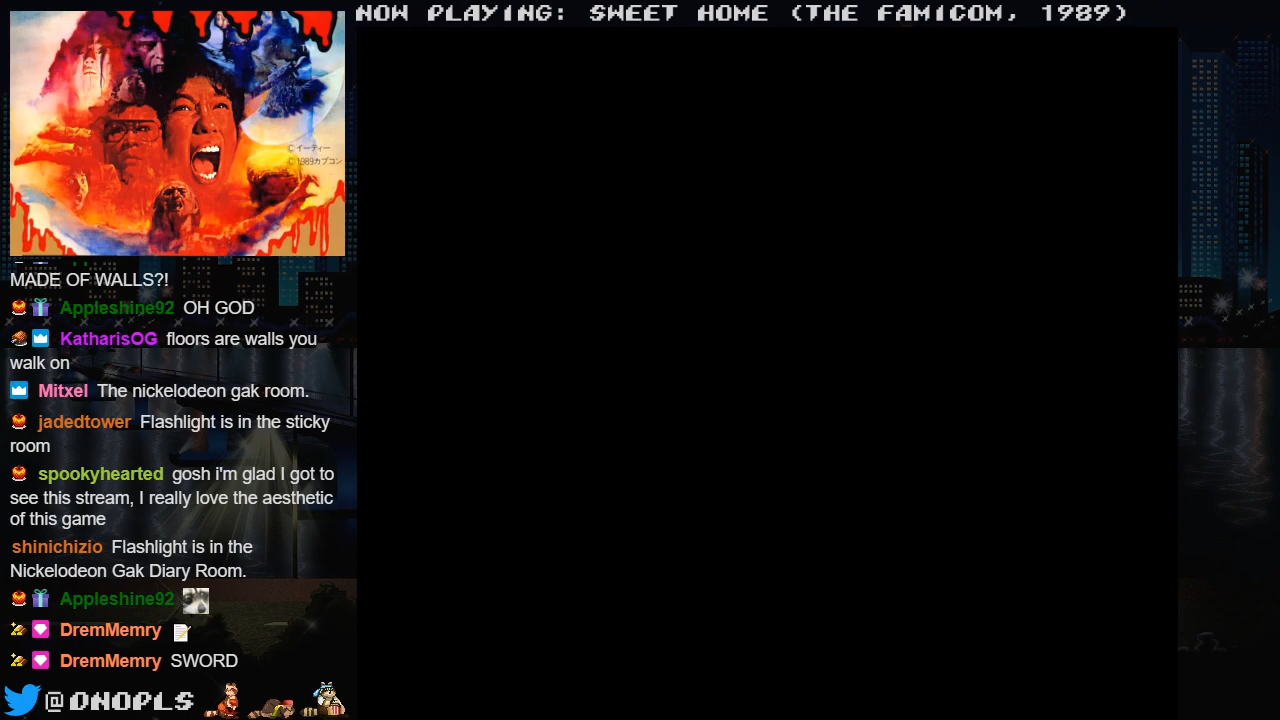 NOW PLAYING: SWEET HOME (THE FAMICOM, 1989)
© イーティー
© 1989カプコン
MADE OF WALLS?!
Appleshine92 OH GOD
KatharisOG floors are walls you
walk on
Mitxel The nickelodeon gak room.
jadedtower Flashlight is in the sticky
room
spookyhearted gosh i'm glad I got to
see this stream, I really love the aesthetic
of this game
shinichizio Flashlight is in the
Nickelodeon Gak Diary Room.
Appleshine92
DremMemry
DremMemry SWORD
@DNOPLS